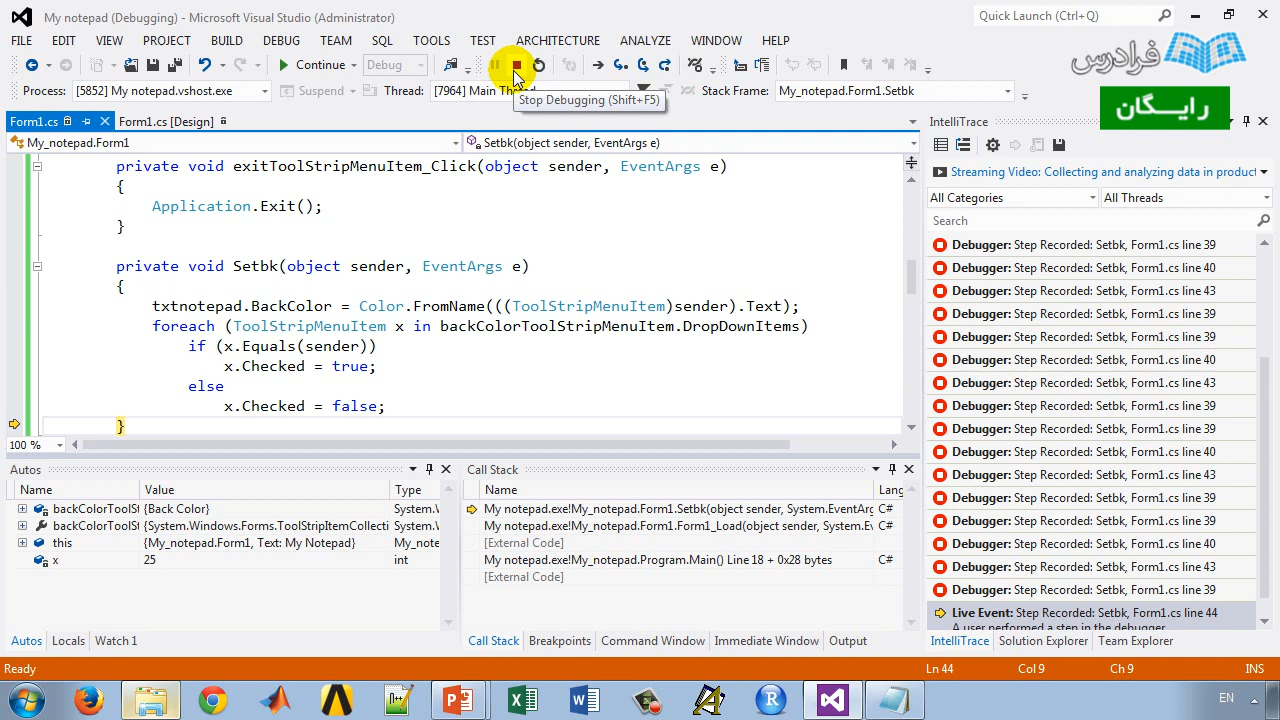 My notepad (Debugging) - Microsoft Visual Studio (Administrator)
Quick Launch (Ctrl+Q)
FILE EDIT VIEW PROJECT BUILD DEBUG TEAM SQL TOOLS TEST ARCHITECTURE ANALYZE WINDOW HELP
فرادرس
Continue Debug
Process: [5852] My notepad.vshost.exe Suspend Thread: [7964] Main Stack Frame: My_notepad.Form1.Setbk
Stop Debugging (Shift+F5)
رایگان
Form1.cs Form1.cs [Design]
IntelliTrace
My_notepad.Form1 Setbk(object sender, EventArgs e)
private void exitToolStripMenuItem_Click(object sender, EventArgs e)
{
Application.Exit();
}
private void Setbk(object sender, EventArgs e)
{
txtnotepad.BackColor = Color.FromName(((ToolStripMenuItem)sender).Text);
foreach (ToolStripMenuItem x in backColorToolStripMenuItem.DropDownItems)
if (x.Equals(sender))
x.Checked = true;
else
x.Checked = false;
}
100 %
Streaming Video: Collecting and analyzing data in product
All Categories All Threads
Search
Debugger: Step Recorded: Setbk, Form1.cs line 39
Debugger: Step Recorded: Setbk, Form1.cs line 40
Debugger: Step Recorded: Setbk, Form1.cs line 43
Debugger: Step Recorded: Setbk, Form1.cs line 39
Debugger: Step Recorded: Setbk, Form1.cs line 39
Debugger: Step Recorded: Setbk, Form1.cs line 40
Debugger: Step Recorded: Setbk, Form1.cs line 43
Debugger: Step Recorded: Setbk, Form1.cs line 39
Debugger: Step Recorded: Setbk, Form1.cs line 39
Debugger: Step Recorded: Setbk, Form1.cs line 40
Debugger: Step Recorded: Setbk, Form1.cs line 43
Debugger: Step Recorded: Setbk, Form1.cs line 39
Debugger: Step Recorded: Setbk, Form1.cs line 39
Debugger: Step Recorded: Setbk, Form1.cs line 40
Debugger: Step Recorded: Setbk, Form1.cs line 43
Debugger: Step Recorded: Setbk, Form1.cs line 39
Live Event: Step Recorded: Setbk, Form1.cs line 44
A user performed a step in the debugger
IntelliTrace Solution Explorer Team Explorer
Autos
Name Value Type
backColorToolSt {Back Color} System.W
backColorToolSt {System.Windows.Forms.ToolStripItemCollecti System.W
this {My_notepad.Form1, Text: My Notepad} My_note
x 25 int
Autos Locals Watch 1
Call Stack
Name Lang
My notepad.exe!My_notepad.Form1.Setbk(object sender, System.EventArg C#
My notepad.exe!My_notepad.Form1.Form1_Load(object sender, System.Ev C#
[External Code]
My notepad.exe!My_notepad.Program.Main() Line 18 + 0x28 bytes C#
[External Code]
Call Stack Breakpoints Command Window Immediate Window Output
Ready Ln 44 Col 9 Ch 9 INS
EN